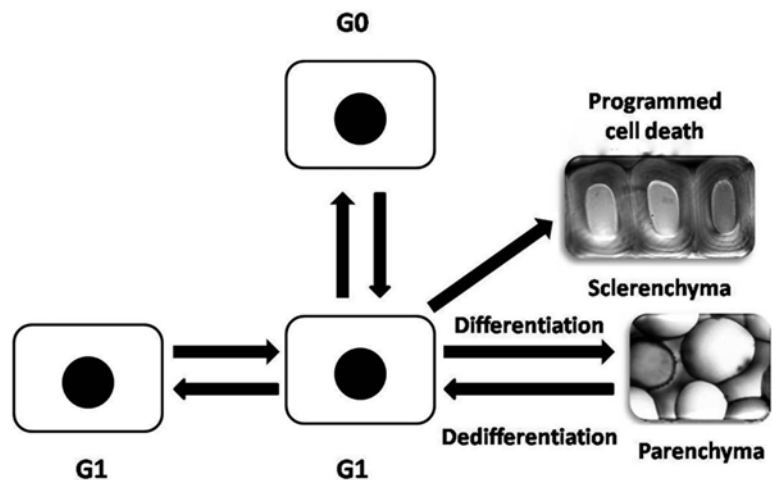 G0
Programmed
cell death
Sclerenchyma
Differentiation
Dedifferentiation
Parenchyma
G1
G1